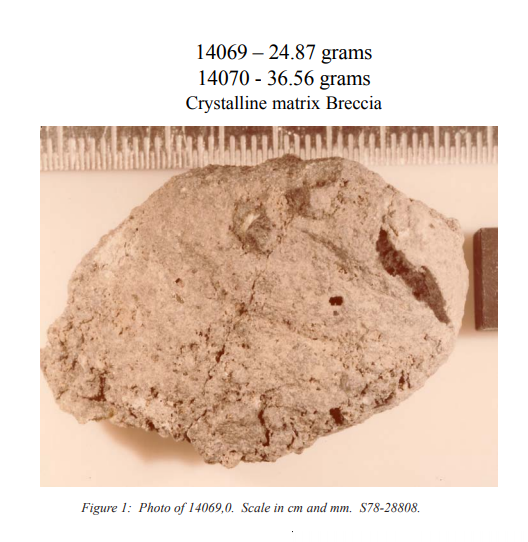 14069 – 24.87 grams
14070 - 36.56 grams
Crystalline matrix Breccia
Figure 1: Photo of 14069,0. Scale in cm and mm. S78-28808.